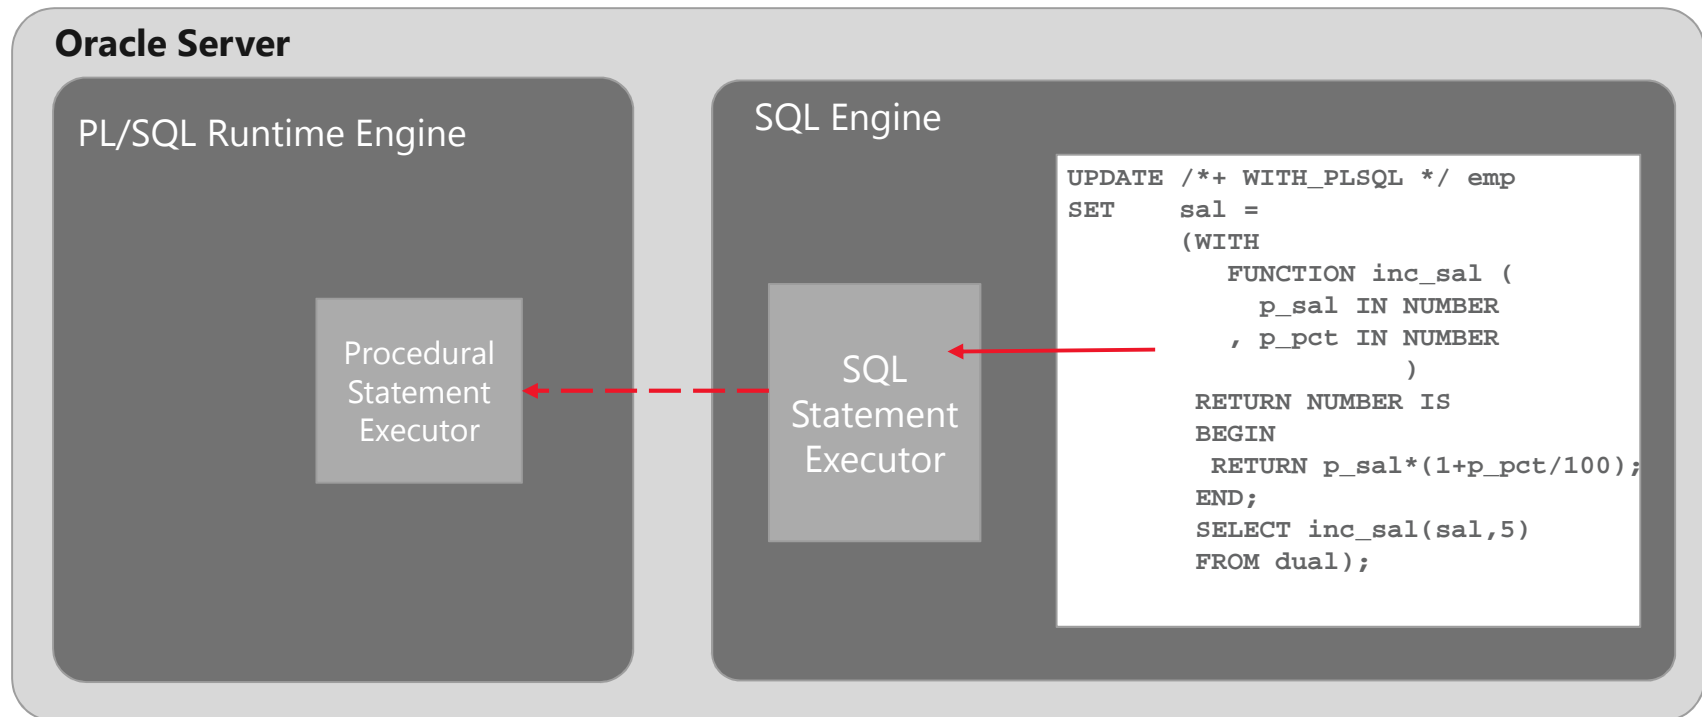 Oracle Server
PL/SQL Runtime Engine
Procedural
Statement
Executor
SQL Engine
SQL
Statement
Executor
UPDATE /*+ WITH_PLSQL */ emp
SET    sal =
       (WITH
          FUNCTION inc_sal (
            p_sal IN NUMBER
          , p_pct IN NUMBER
                     )
        RETURN NUMBER IS
        BEGIN
         RETURN p_sal*(1+p_pct/100);
        END;
        SELECT inc_sal(sal,5)
        FROM dual);